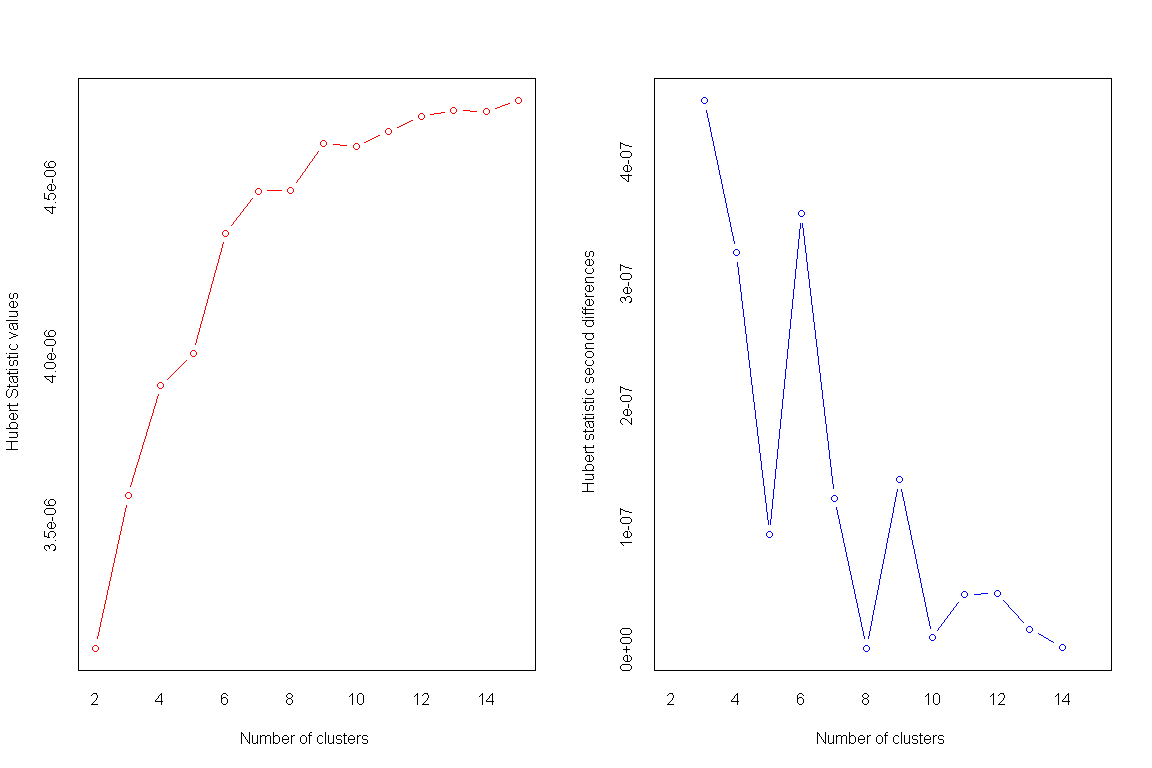 Hubert Statistic values
4.5e-06
4.0e-06
3.5e-06
2 4 6 8 10 12 14
Number of clusters
Hubert statistic second differences
4e-07
3e-07
2e-07
1e-07
0e+00
2 4 6 8 10 12 14
Number of clusters